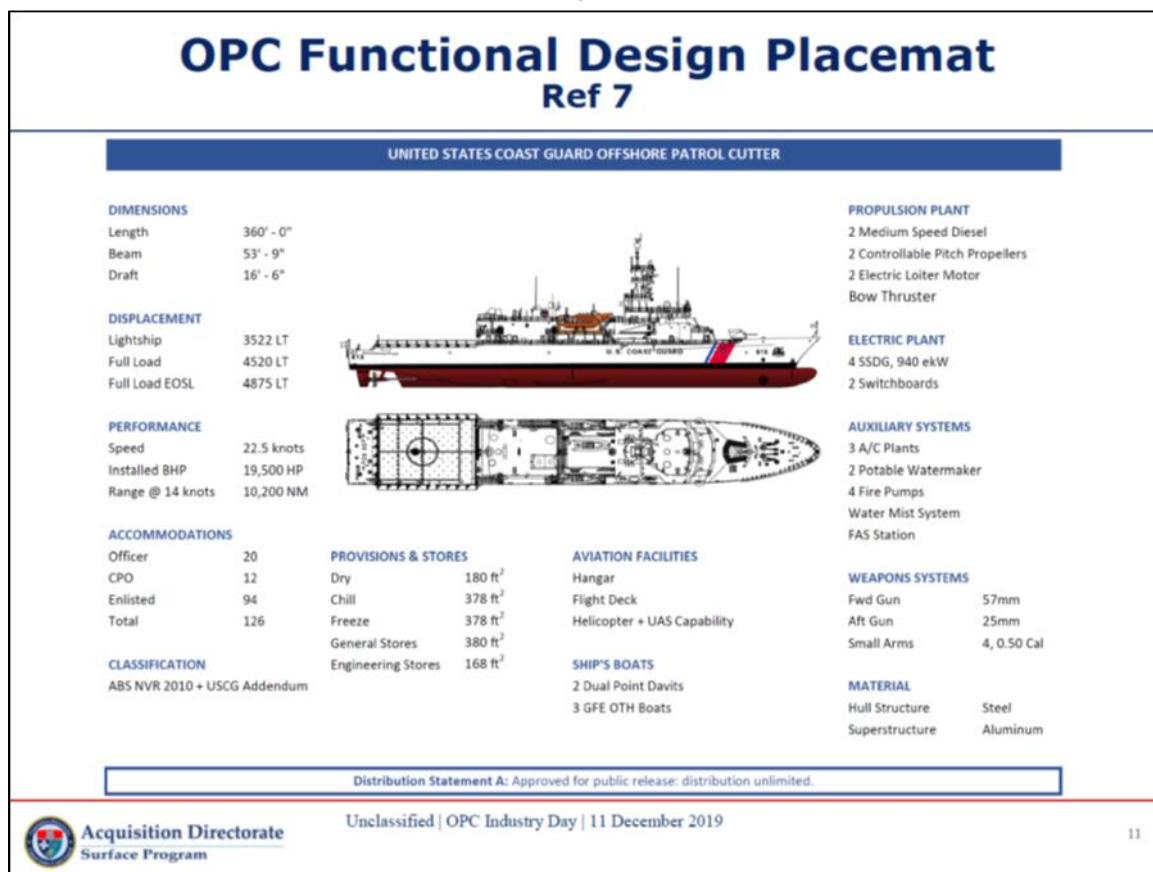 OPC Functional Design Placemat
Ref 7
UNITED STATES COAST GUARD OFFSHORE PATROL CUTTER
DIMENSIONS
Length 360' - 0"
Beam 53' - 9"
Draft 16' - 6"
DISPLACEMENT
Lightship 3522 LT
Full Load 4520 LT
Full Load EOSL 4875 LT
PERFORMANCE
Speed 22.5 knots
Installed BHP 19,500 HP
Range @ 14 knots 10,200 NM
ACCOMMODATIONS
Officer 20
CPO 12
Enlisted 94
Total 126
CLASSIFICATION
ABS NVR 2010 + USCG Addendum
U.S. COAST GUARD
PROVISIONS & STORES
Dry 180 ft²
Chill 378 ft²
Freeze 378 ft²
General Stores 380 ft²
Engineering Stores 168 ft²
AVIATION FACILITIES
Hangar
Flight Deck
Helicopter + UAS Capability
SHIP'S BOATS
2 Dual Point Davits
3 GFE OTH Boats
PROPULSION PLANT
2 Medium Speed Diesel
2 Controllable Pitch Propellers
2 Electric Loiter Motor
Bow Thruster
ELECTRIC PLANT
4 SSDG, 940 ekW
2 Switchboards
AUXILIARY SYSTEMS
3 A/C Plants
2 Potable Watermaker
4 Fire Pumps
Water Mist System
FAS Station
WEAPONS SYSTEMS
Fwd Gun 57mm
Aft Gun 25mm
Small Arms 4, 0.50 Cal
MATERIAL
Hull Structure Steel
Superstructure Aluminum
Distribution Statement A: Approved for public release: distribution unlimited.
Acquisition Directorate
Surface Program
Unclassified | OPC Industry Day | 11 December 2019
11